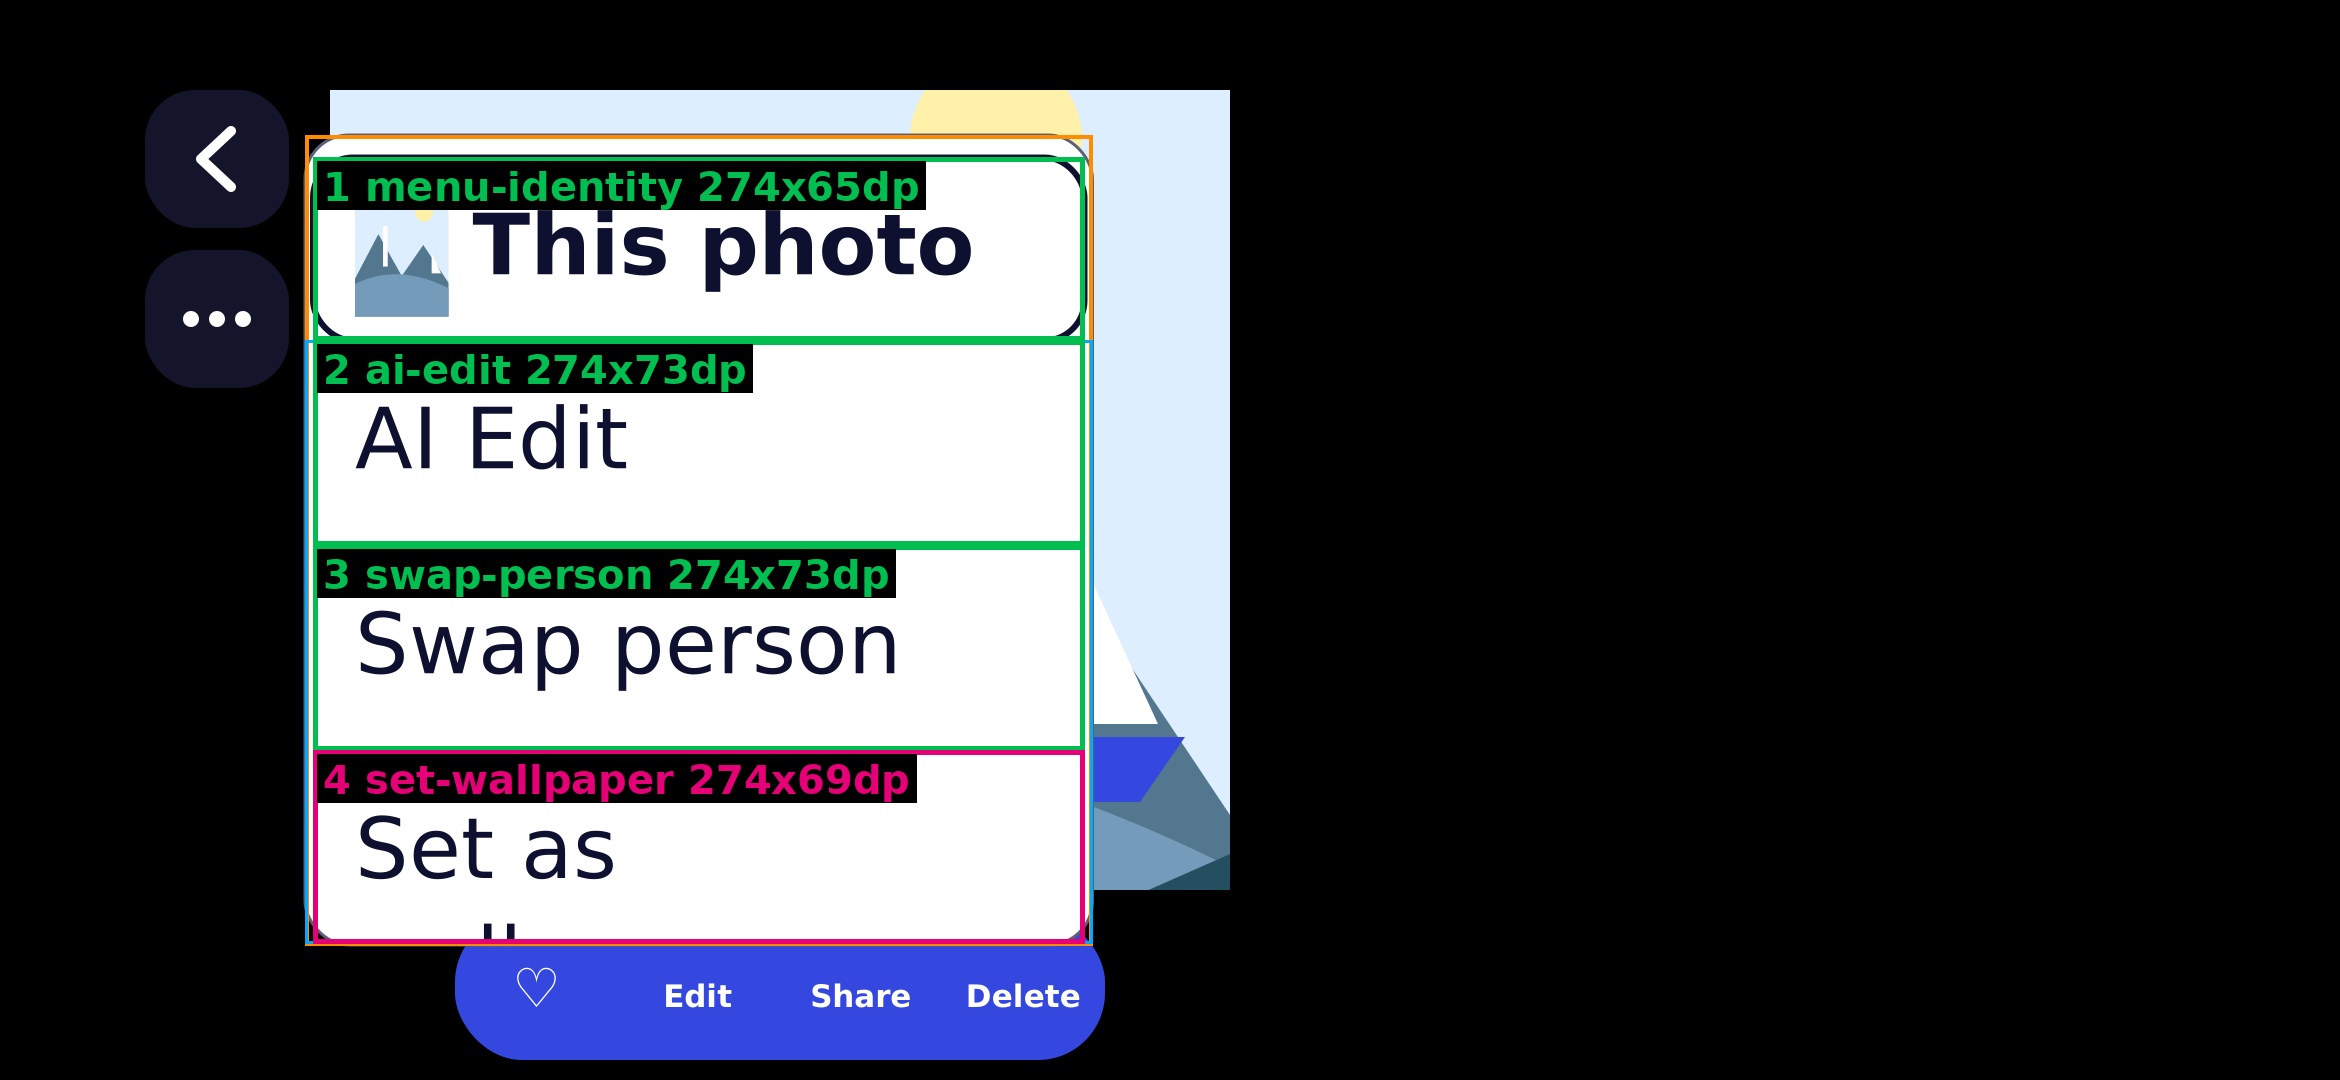 1 menu-identity 274x65dp
This photo
2 ai-edit 274x73dp
AI Edit
3 swap-person 274x73dp
Swap person
4 set-wallpaper 274x69dp
Set as
Edit Share Delete